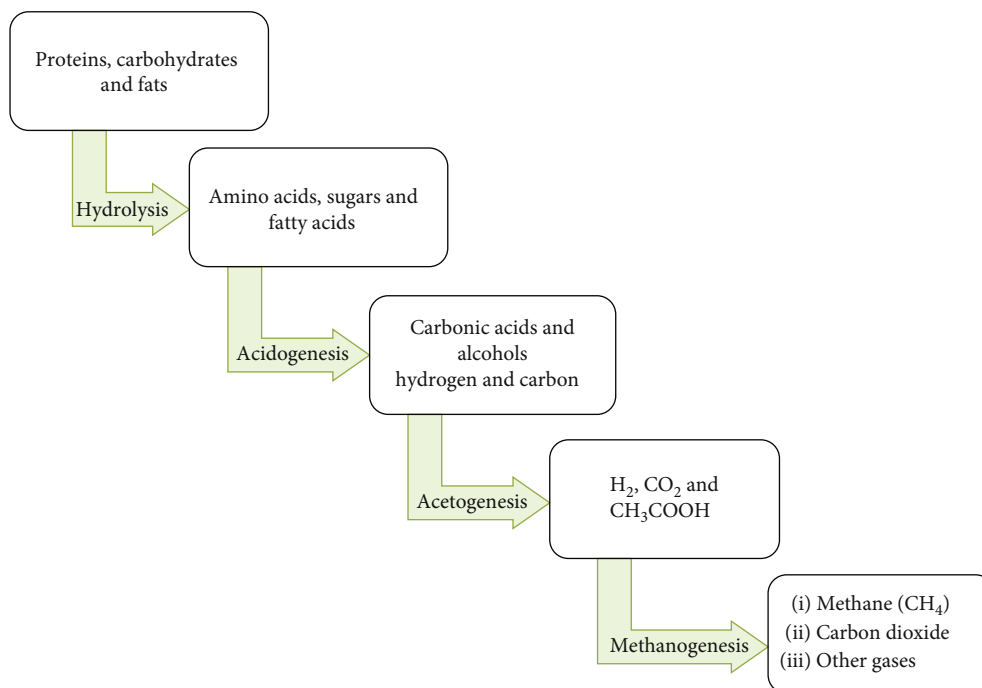 Proteins, carbohydrates
and fats
Hydrolysis
Amino acids, sugars and
fatty acids
Acidogenesis
Carbonic acids and
alcohols
hydrogen and carbon
Acetogenesis
H₂, CO₂ and
CH₃COOH
Methanogenesis
(i) Methane (CH₄)
(ii) Carbon dioxide
(iii) Other gases